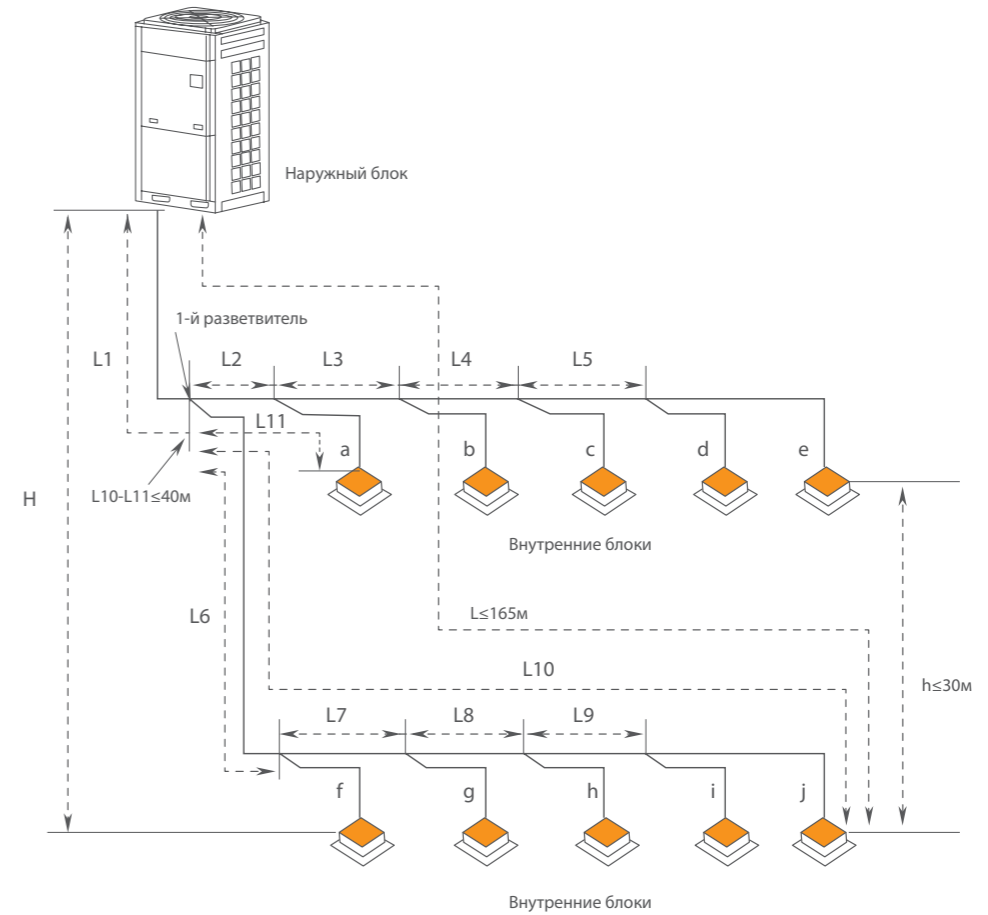 Наружный блок
1-й разветвитель
L1
L2
L3
L4
L5
L11
a
b
c
d
e
L10-L11≤40м
H
Внутренние блоки
L6
L≤165м
L10
h≤30м
L7
L8
L9
f
g
h
i
j
Внутренние блоки